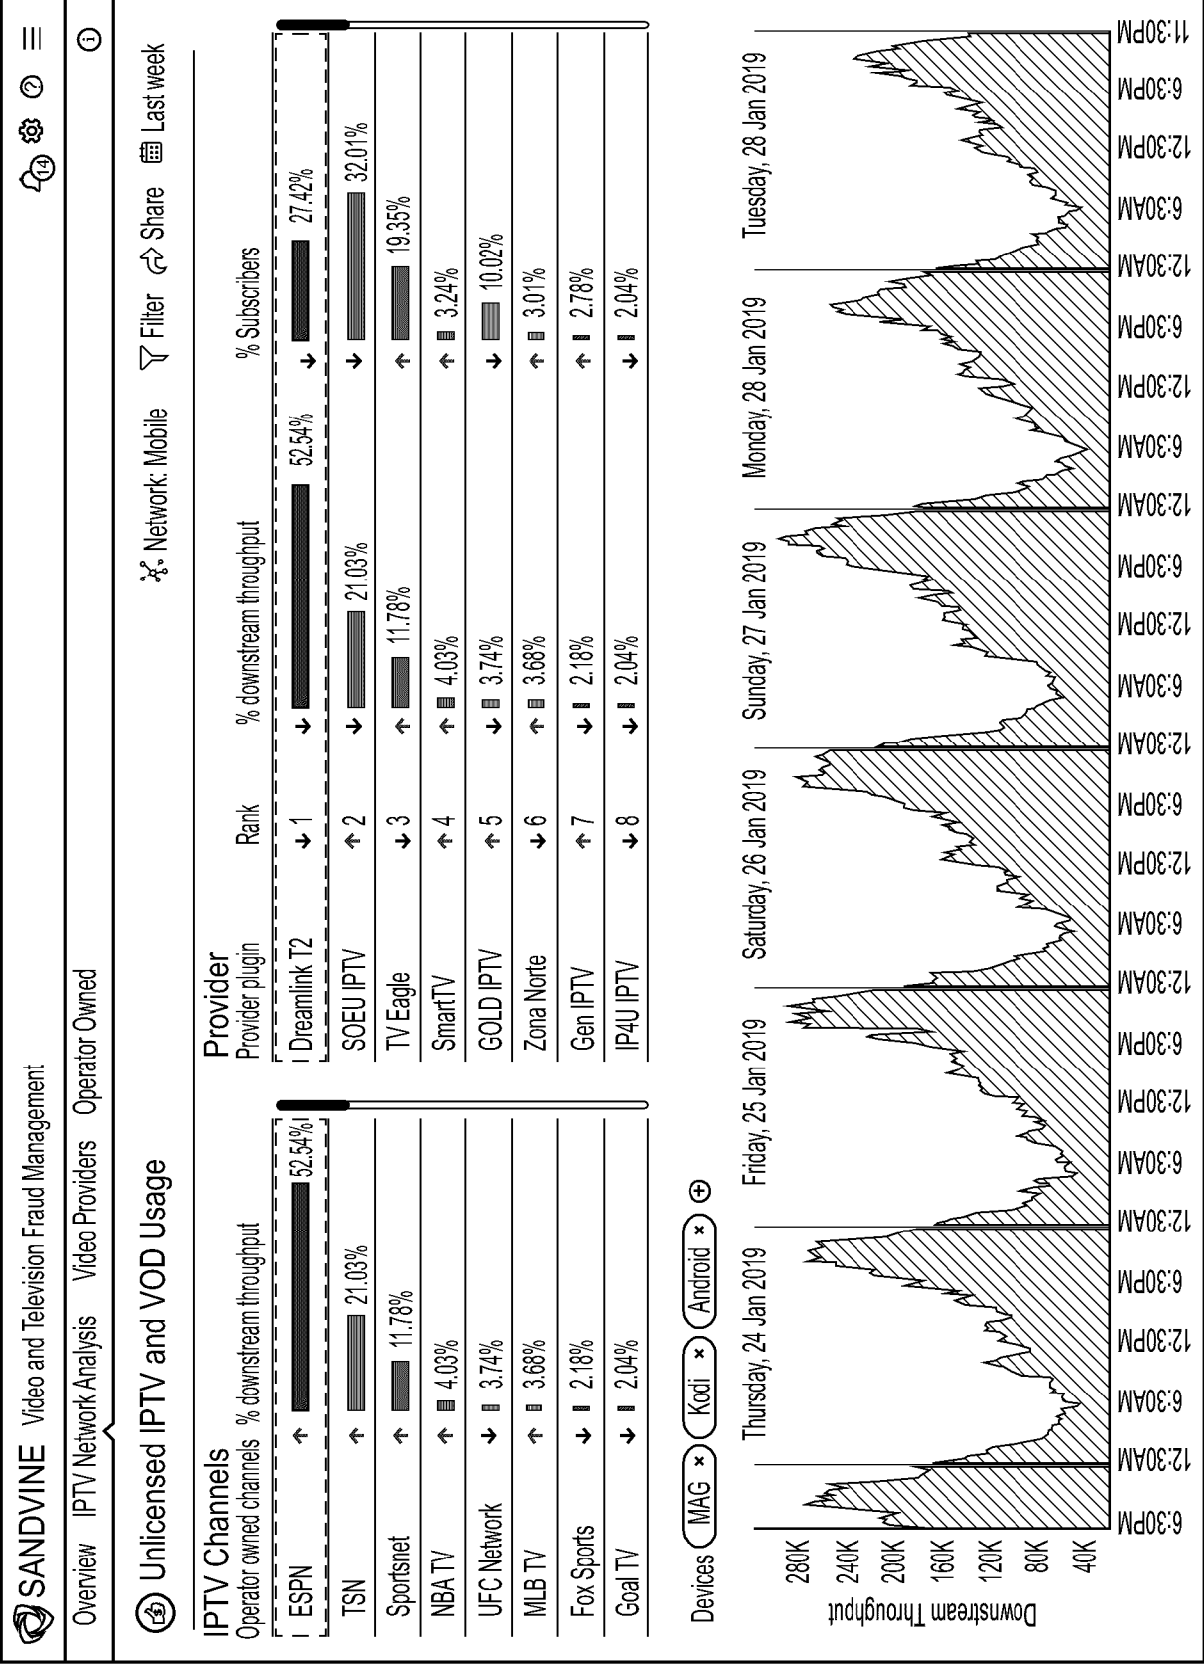 SANDVINE Video and Television Fraud Management 14 ?
Overview IPTV Network Analysis Video Providers Operator Owned i
$ Unlicensed IPTV and VOD Usage Network: Mobile Filter Share Last week
IPTV Channels Provider
Operator owned channels % downstream throughput Provider plugin Rank % downstream throughput % Subscribers
ESPN 52.54% Dreamlink T2 1 52.54% 27.42%
TSN 21.03% SOEU IPTV 2 21.03% 32.01%
Sportsnet 11.78% TV Eagle 3 11.78% 19.35%
NBA TV 4.03% SmartTV 4 4.03% 3.24%
UFC Network 3.74% GOLD IPTV 5 3.74% 10.02%
MLB TV 3.68% Zona Norte 6 3.68% 3.01%
Fox Sports 2.18% Gen IPTV 7 2.18% 2.78%
Goal TV 2.04% IP4U IPTV 8 2.04% 2.04%
Devices MAG × Kodi × Android × +
Thursday, 24 Jan 2019 Friday, 25 Jan 2019 Saturday, 26 Jan 2019 Sunday, 27 Jan 2019 Monday, 28 Jan 2019 Tuesday, 28 Jan 2019
Downstream Throughput
280K
240K
200K
160K
120K
80K
40K
6:30PM 12:30AM 6:30AM 12:30PM 6:30PM 12:30AM 6:30AM 12:30PM 6:30PM 12:30AM 6:30AM 12:30PM 6:30PM 12:30AM 6:30AM 12:30PM 6:30PM 12:30AM 6:30AM 12:30PM 6:30PM 12:30AM 6:30AM 12:30PM 6:30PM 11:30PM